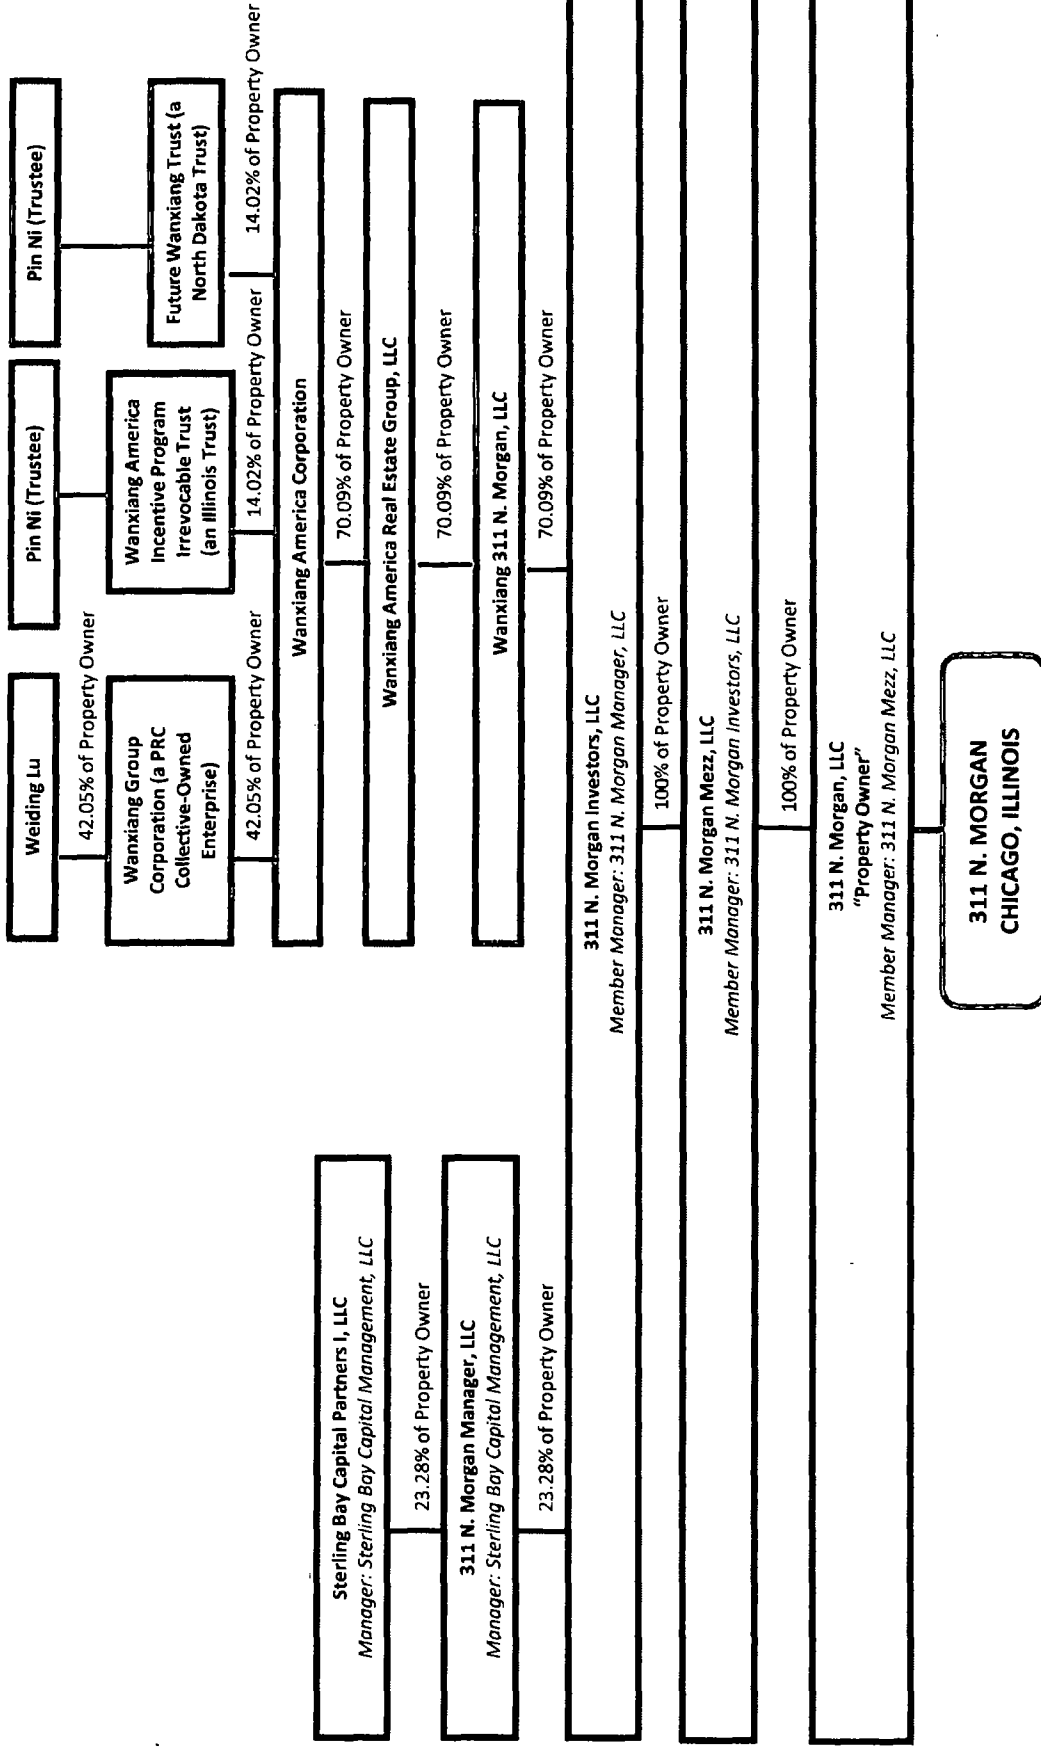 Weiding Lu
42.05% of Property Owner
Wanxiang Group
Corporation (a PRC
Collective-Owned
Enterprise)
42.05% of Property Owner
Pin Ni (Trustee)
Wanxiang America
Incentive Program
Irrevocable Trust
(an Illinois Trust)
14.02% of Property Owner
Pin Ni (Trustee)
Future Wanxiang Trust (a
North Dakota Trust)
14.02% of Property Owner
Wanxiang America Corporation
70.09% of Property Owner
Wanxiang America Real Estate Group, LLC
70.09% of Property Owner
Wanxiang 311 N. Morgan, LLC
70.09% of Property Owner
Sterling Bay Capital Partners I, LLC
Manager: Sterling Bay Capital Management, LLC
23.28% of Property Owner
311 N. Morgan Manager, LLC
Manager: Sterling Bay Capital Management, LLC
23.28% of Property Owner
311 N. Morgan Investors, LLC
Member Manager: 311 N. Morgan Manager, LLC
100% of Property Owner
311 N. Morgan Mezz, LLC
Member Manager: 311 N. Morgan Investors, LLC
100% of Property Owner
311 N. Morgan, LLC
"Property Owner"
Member Manager: 311 N. Morgan Mezz, LLC
311 N. MORGAN
CHICAGO, ILLINOIS